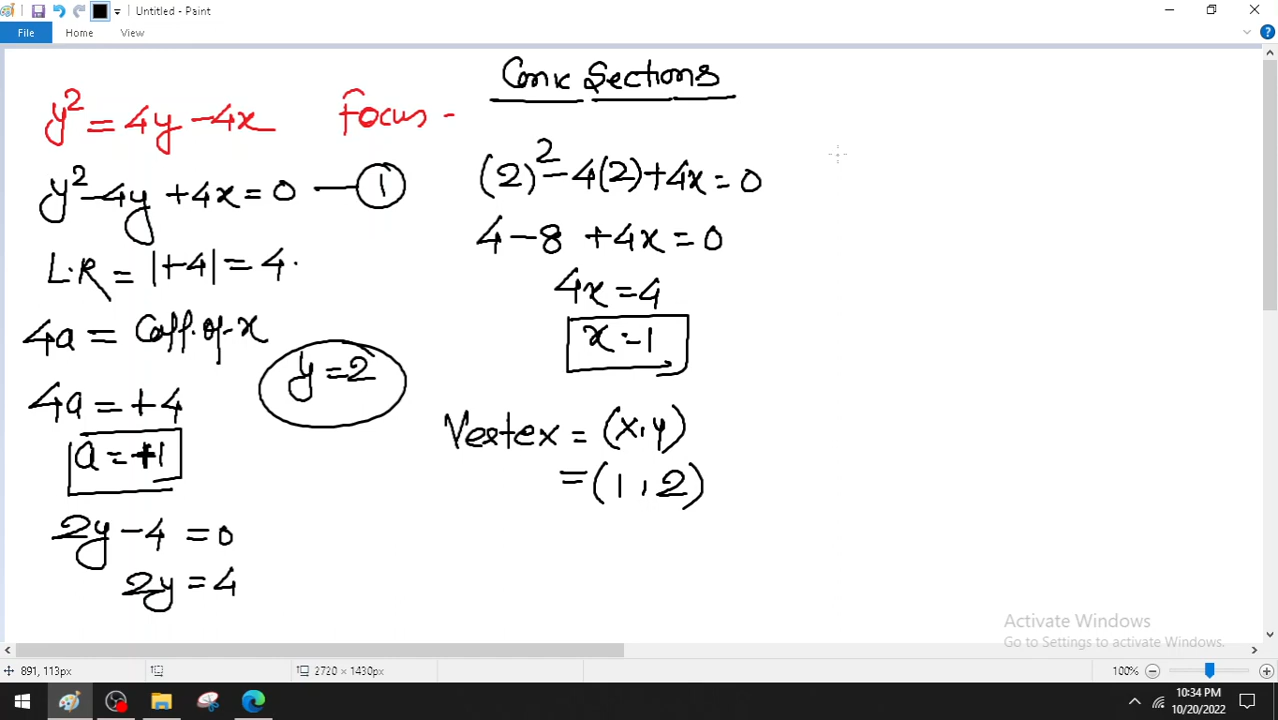 Untitled - Paint
File Home View
Conic Sections
y² = 4y - 4x Focus -
y² - 4y + 4x = 0 — ①
L.R = |+4| = 4.
4a = Coff. of x
4a = +4
a = +1
2y - 4 = 0
2y = 4
y = 2
(2)² - 4(2) + 4x = 0
4 - 8 + 4x = 0
4x = 4
x = 1
Vertex = (x, y)
= (1, 2)
Activate Windows
Go to Settings to activate Windows.
891, 113px 2720 × 1430px 100%
10:34 PM
10/20/2022